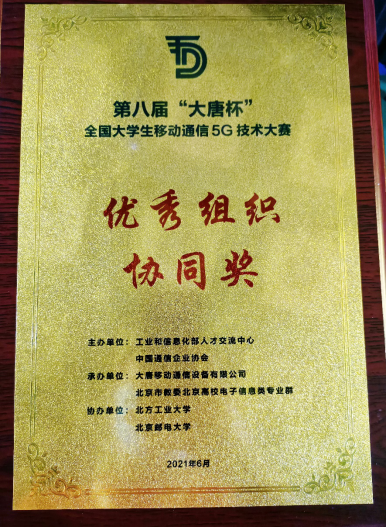 第八届“大唐杯”
全国大学生移动通信5G技术大赛
优秀组织
协同奖
主办单位：工业和信息化部人才交流中心
中国通信企业协会
承办单位：大唐移动通信设备有限公司
北京市教委北京高校电子信息类专业群
协办单位：北方工业大学
北京邮电大学
2021年6月